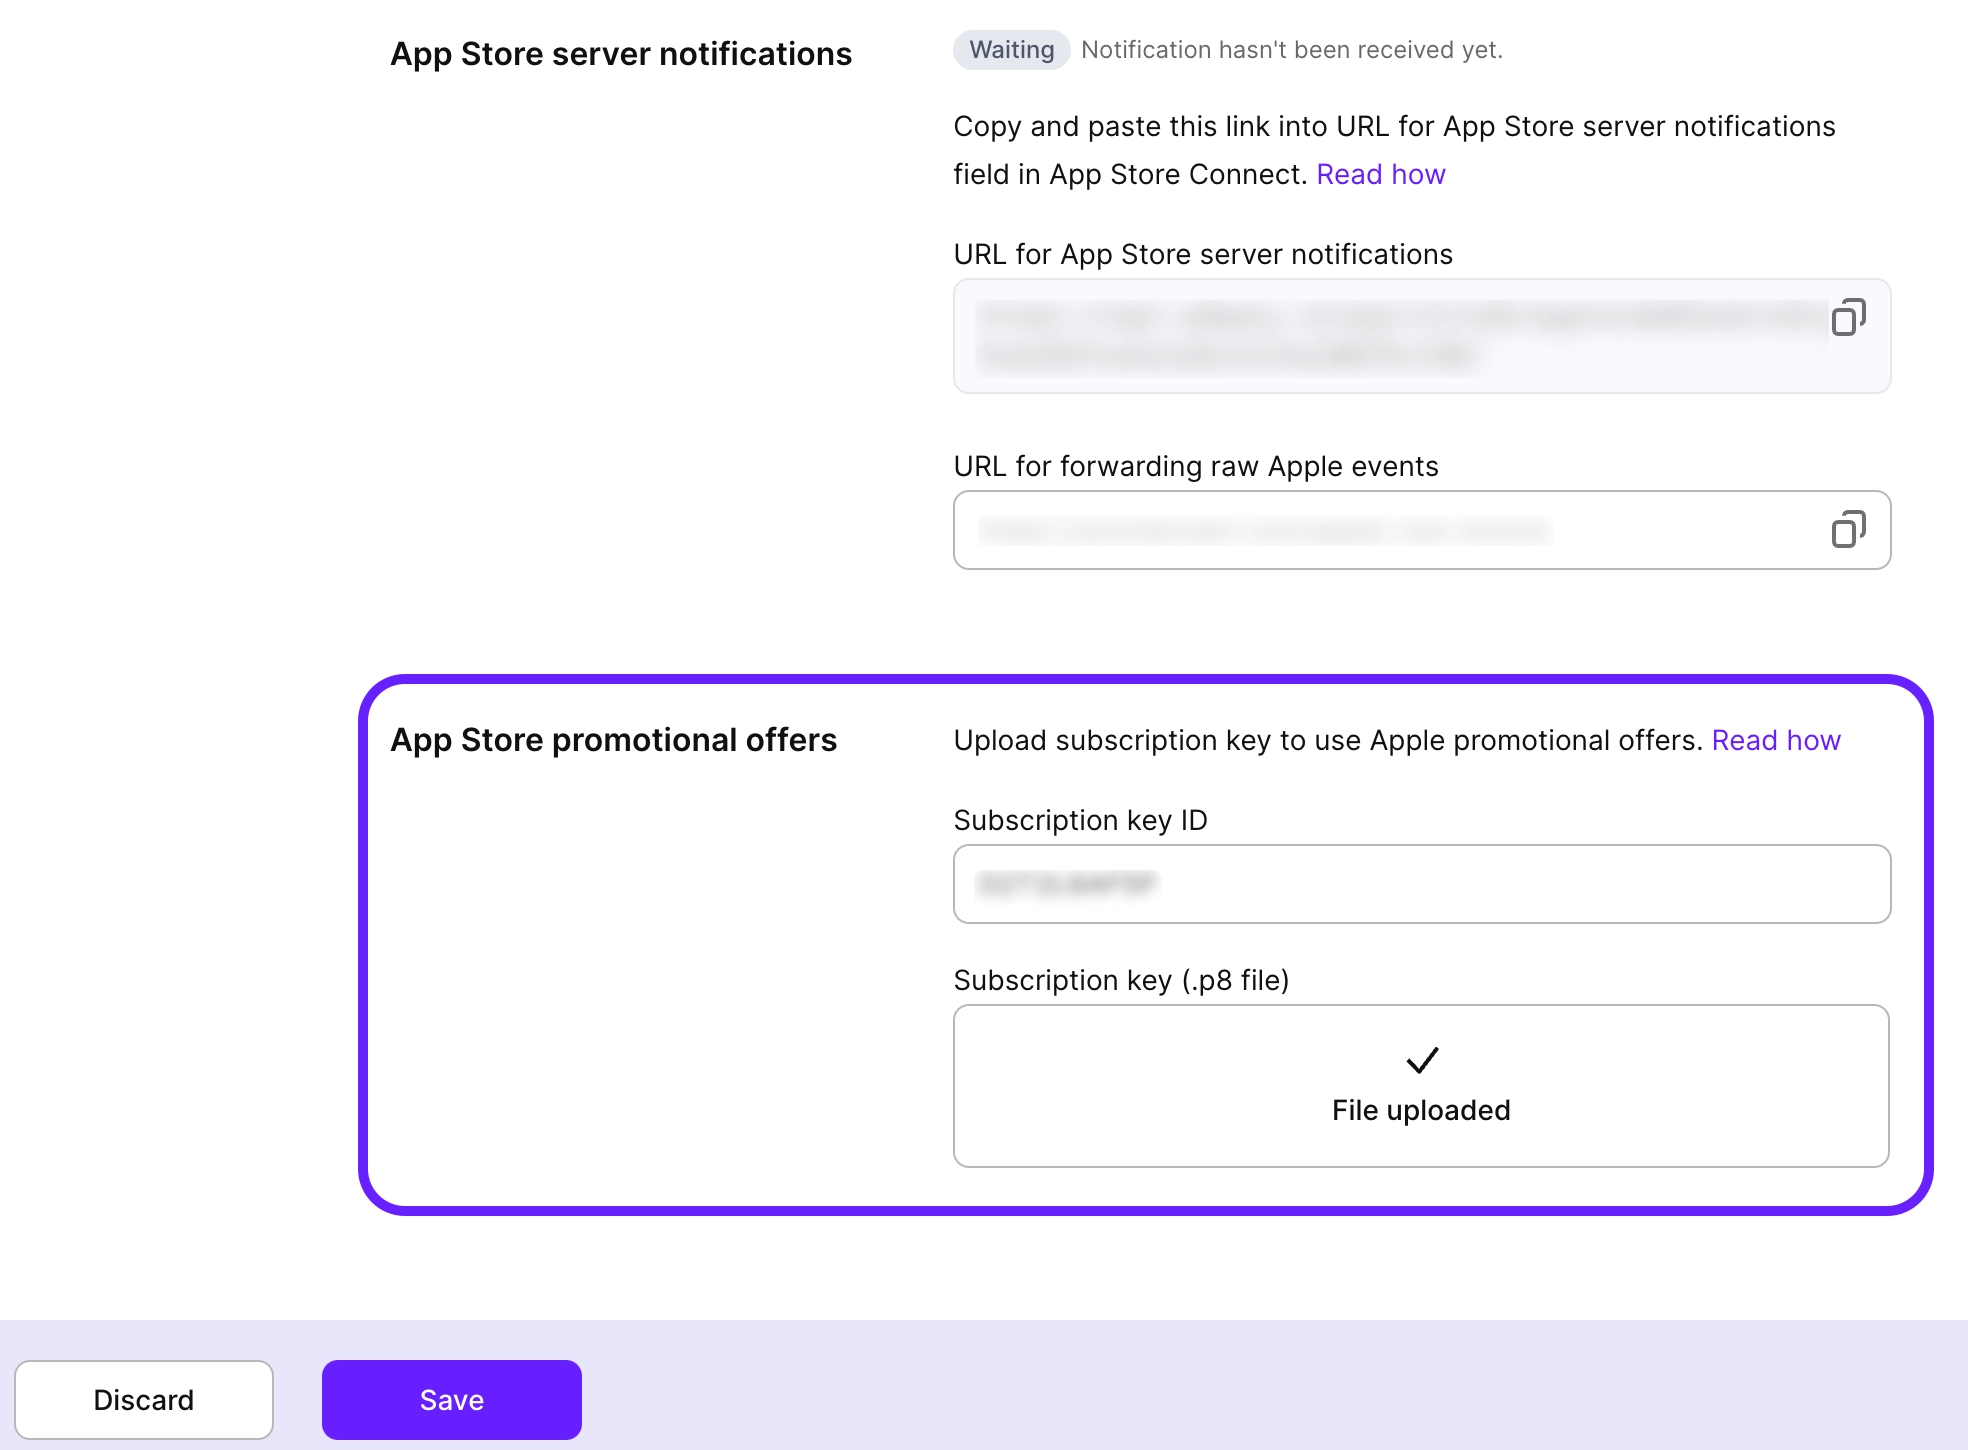 App Store server notifications
Waiting Notification hasn't been received yet.
Copy and paste this link into URL for App Store server notifications
field in App Store Connect. Read how
URL for App Store server notifications
URL for forwarding raw Apple events
App Store promotional offers
Upload subscription key to use Apple promotional offers. Read how
Subscription key ID
Subscription key (.p8 file)
File uploaded
Discard
Save